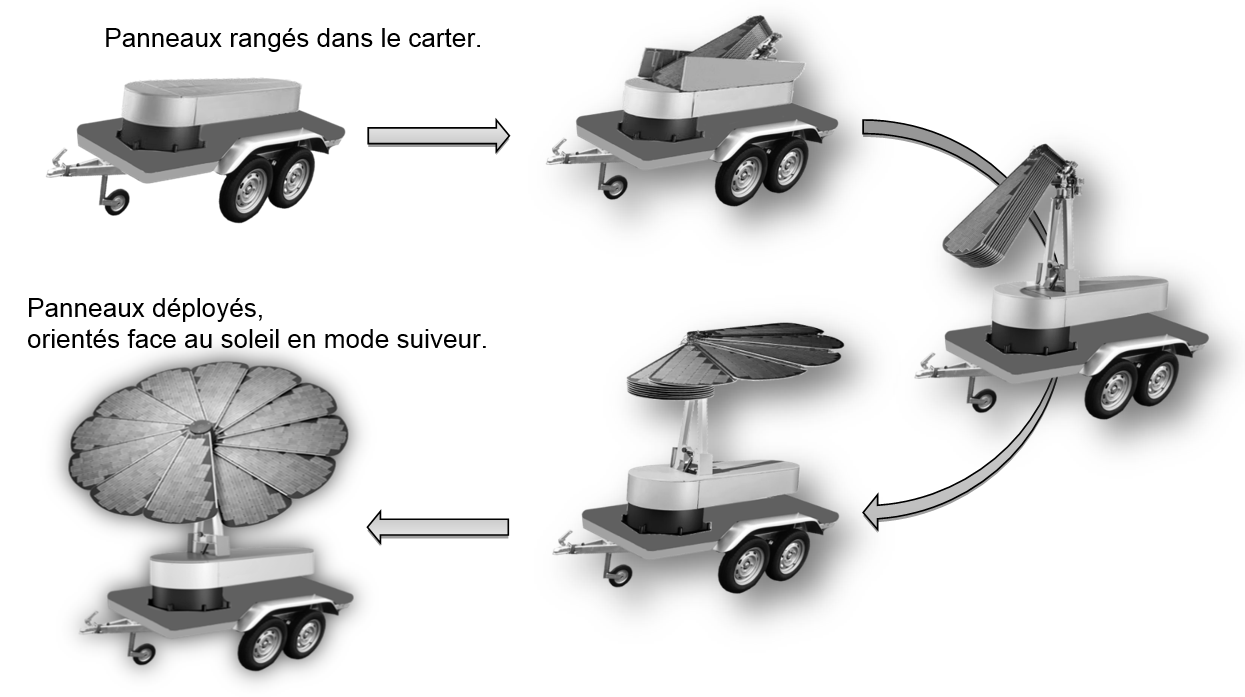 Panneaux rangés dans le carter.
Panneaux déployés,
orientés face au soleil en mode suiveur.